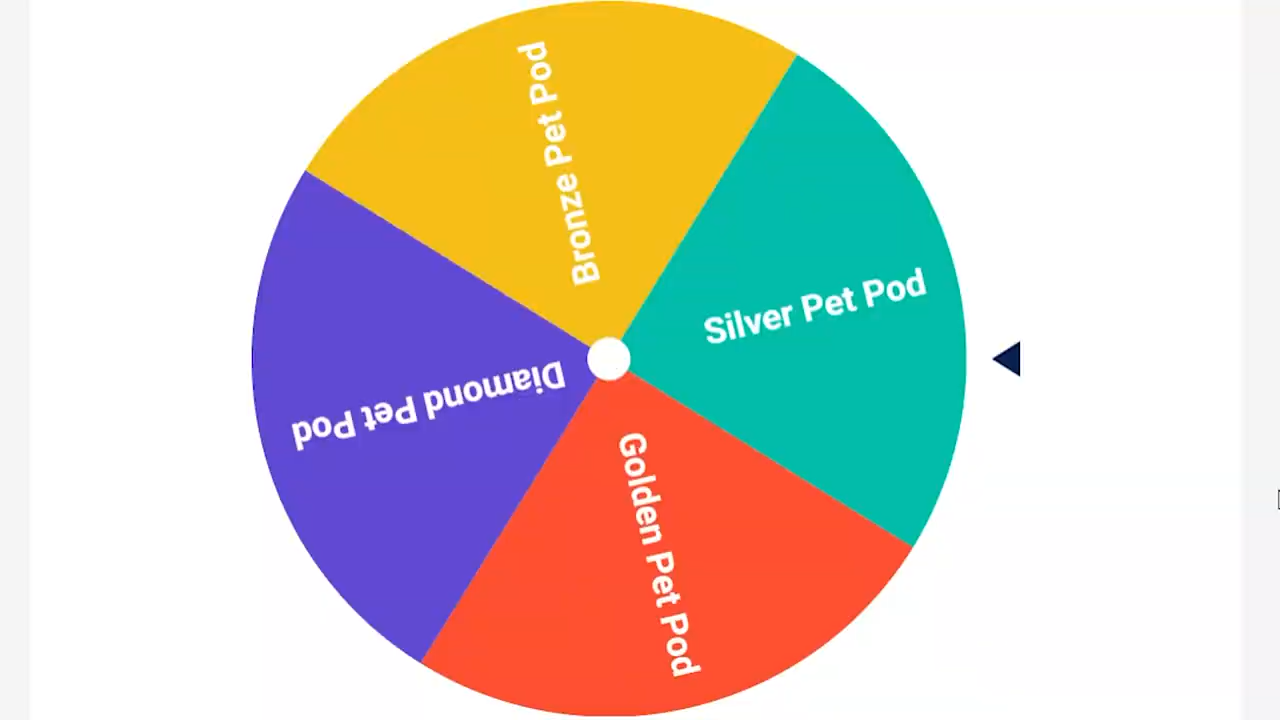 Bronze Pet Pod
Silver Pet Pod
Diamond Pet Pod
Golden Pet Pod